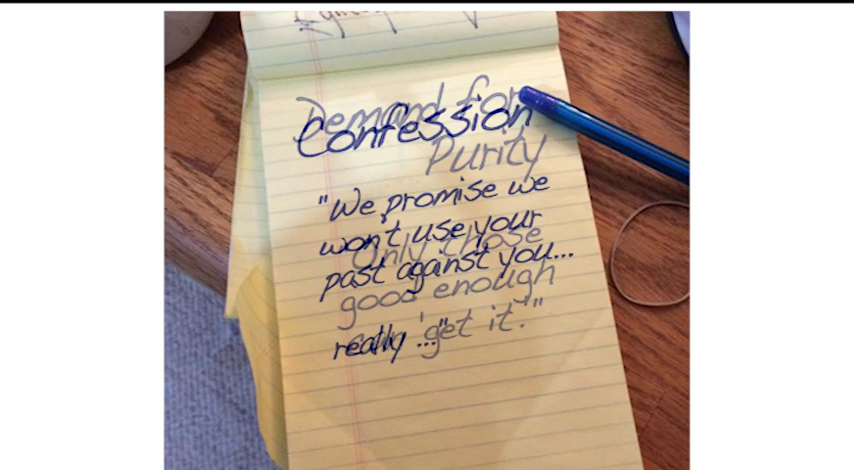 Demand for
Confession
Purity
"We promise we
won't use your
Only those
past against you...
good enough
really..."
'get it.'"